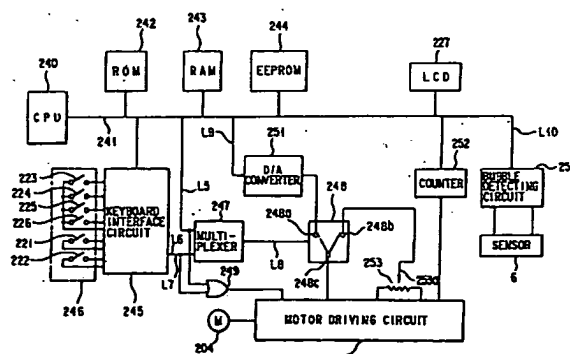 242
243
244
227
240
ROM
RAM
EEPROM
LCD
CPU
241
L9
251
L10
252
D/A
CONVERTER
223
224
225
226
221
222
246
KEYBOARD
INTERFACE
CIRCUIT
245
L5
L6
L7
247
MULTI-
PLEXER
L8
248
248a
248b
248c
249
COUNTER
BUBBLE
DETECTING
CIRCUIT
SENSOR
6
253
253a
M
204
MOTOR DRIVING CIRCUIT